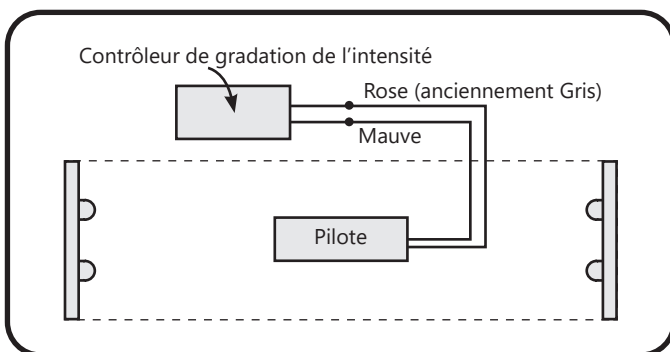 Contrôleur de gradation de l’intensité
Rose (anciennement Gris)
Mauve
Pilote